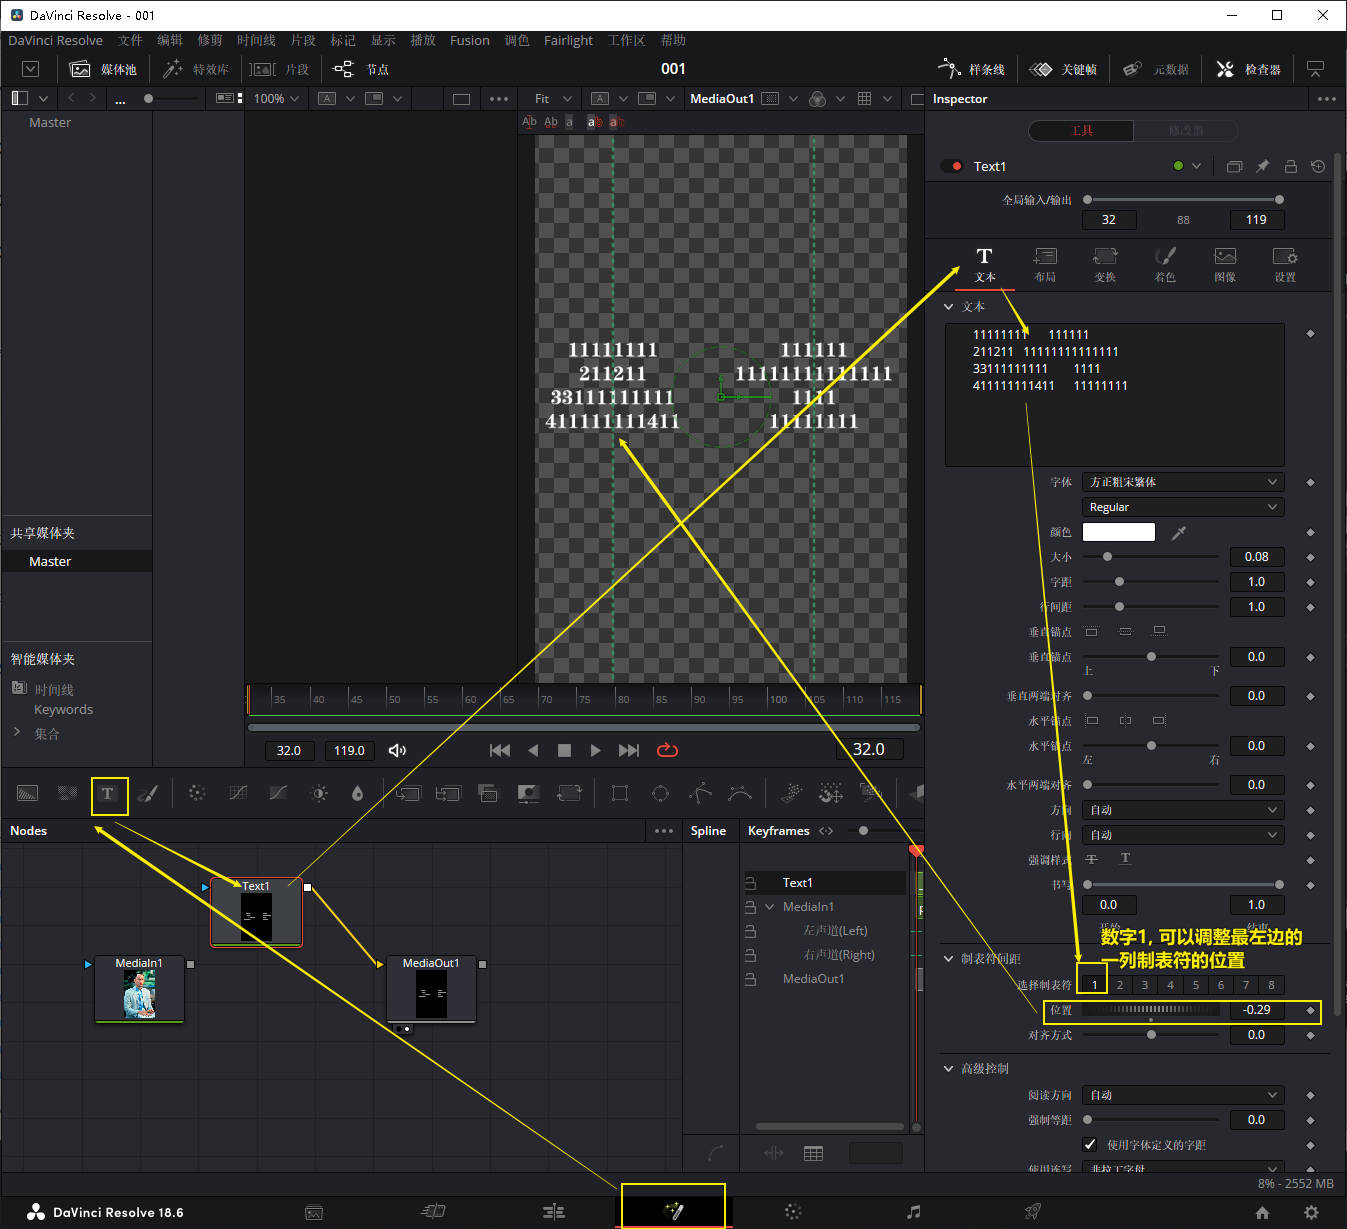 DaVinci Resolve - 001
DaVinci Resolve 文件 编辑 修剪 时间线 片段 标记 显示 播放 Fusion 调色 Fairlight 工作区 帮助
媒体池 特效库 片段 节点 001 样条线 关键帧 元数据 检查器
... 100% A Fit A MediaOut1 Inspector
Master
Ab Ab a ab ab
工具 修改器
Text1
全局输入/输出
32 88 119
T
文本 布局 变换 着色 图像 设置
文本
11111111 111111
211211 11111111111111
33111111111 1111
411111111411 11111111
11111111 111111
211211 11111111111111
33111111111 1111
411111111411 11111111
字体 方正粗宋繁体
Regular
颜色
大小 0.08
字距 1.0
行间距 1.0
垂直锚点
垂直锚点 0.0
上 下
垂直两端对齐 0.0
水平锚点
水平锚点 0.0
左 右
水平两端对齐 0.0
方向 自动
行向 自动
强调样式 T T
书写
0.0 1.0
开始 结束
数字1, 可以调整最左边的
一列制表符的位置
制表符间距
选择制表符 1 2 3 4 5 6 7 8
位置 -0.29
对齐方式 0.0
高级控制
阅读方向 自动
强制等距 0.0
使用字体定义的字距
使用连写 非拉丁字母
共享媒体夹
Master
智能媒体夹
时间线
Keywords
集合
35 40 45 50 55 60 65 70 75 80 85 90 95 100 105 110 115
32.0 119.0 32.0
T
Nodes Spline Keyframes
Text1
MediaIn1
MediaOut1
Text1
MediaIn1
左声道(Left)
右声道(Right)
MediaOut1
8% - 2552 MB
DaVinci Resolve 18.6